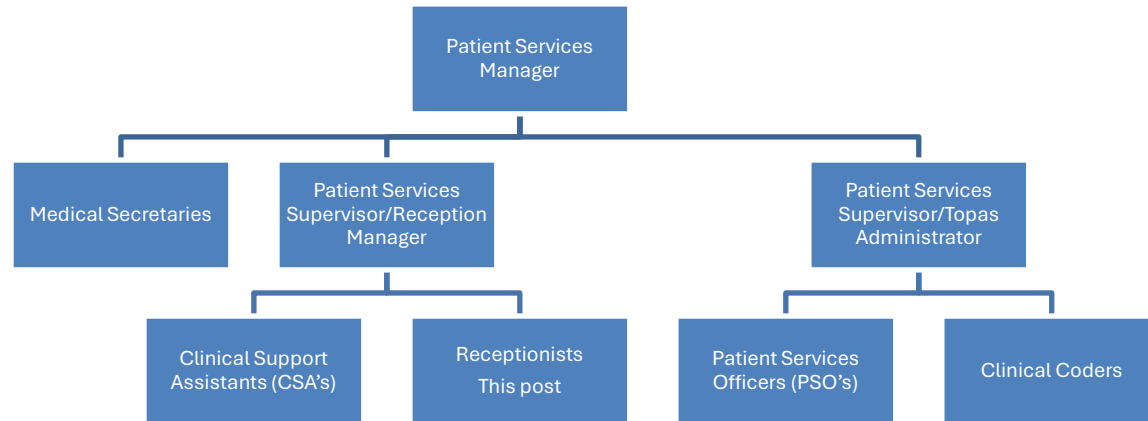 Patient Services
Manager
Medical Secretaries
Patient Services
Supervisor/Reception
Manager
Patient Services
Supervisor/Topas
Administrator
Clinical Support
Assistants (CSA's)
Receptionists
This post
Patient Services
Officers (PSO's)
Clinical Coders